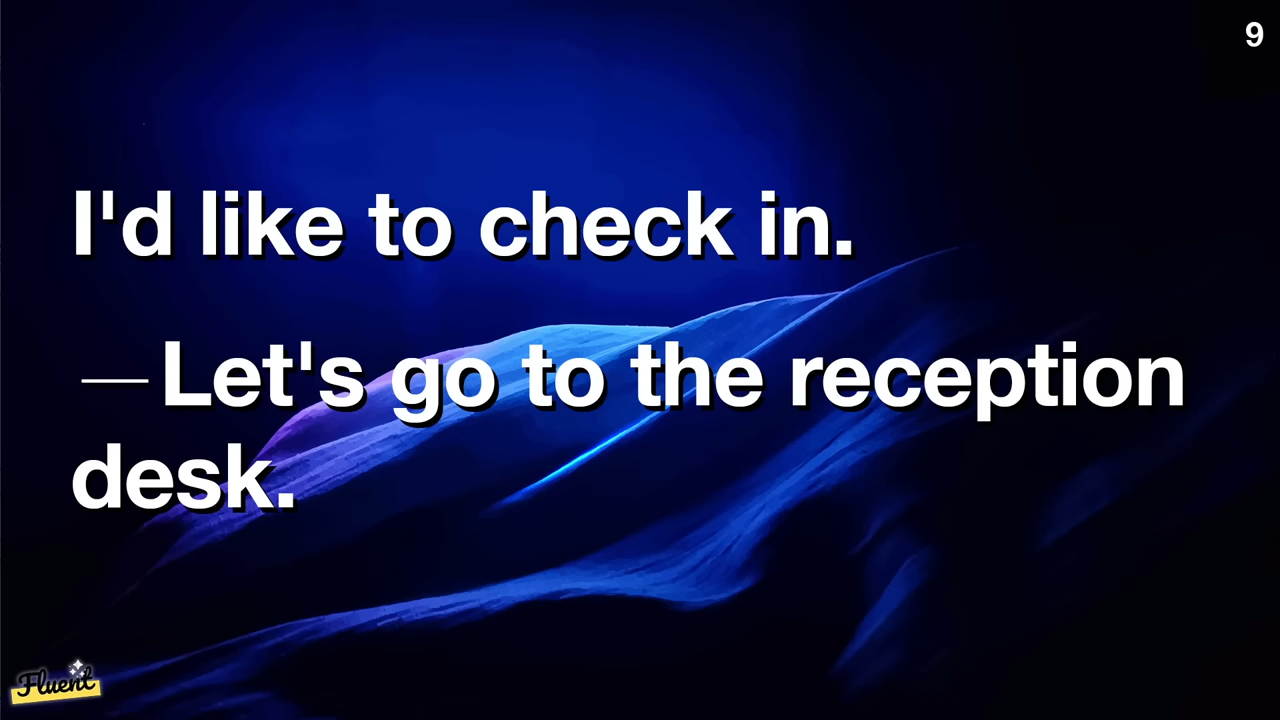 9
I'd like to check in.
—Let's go to the reception
desk.
Fluent